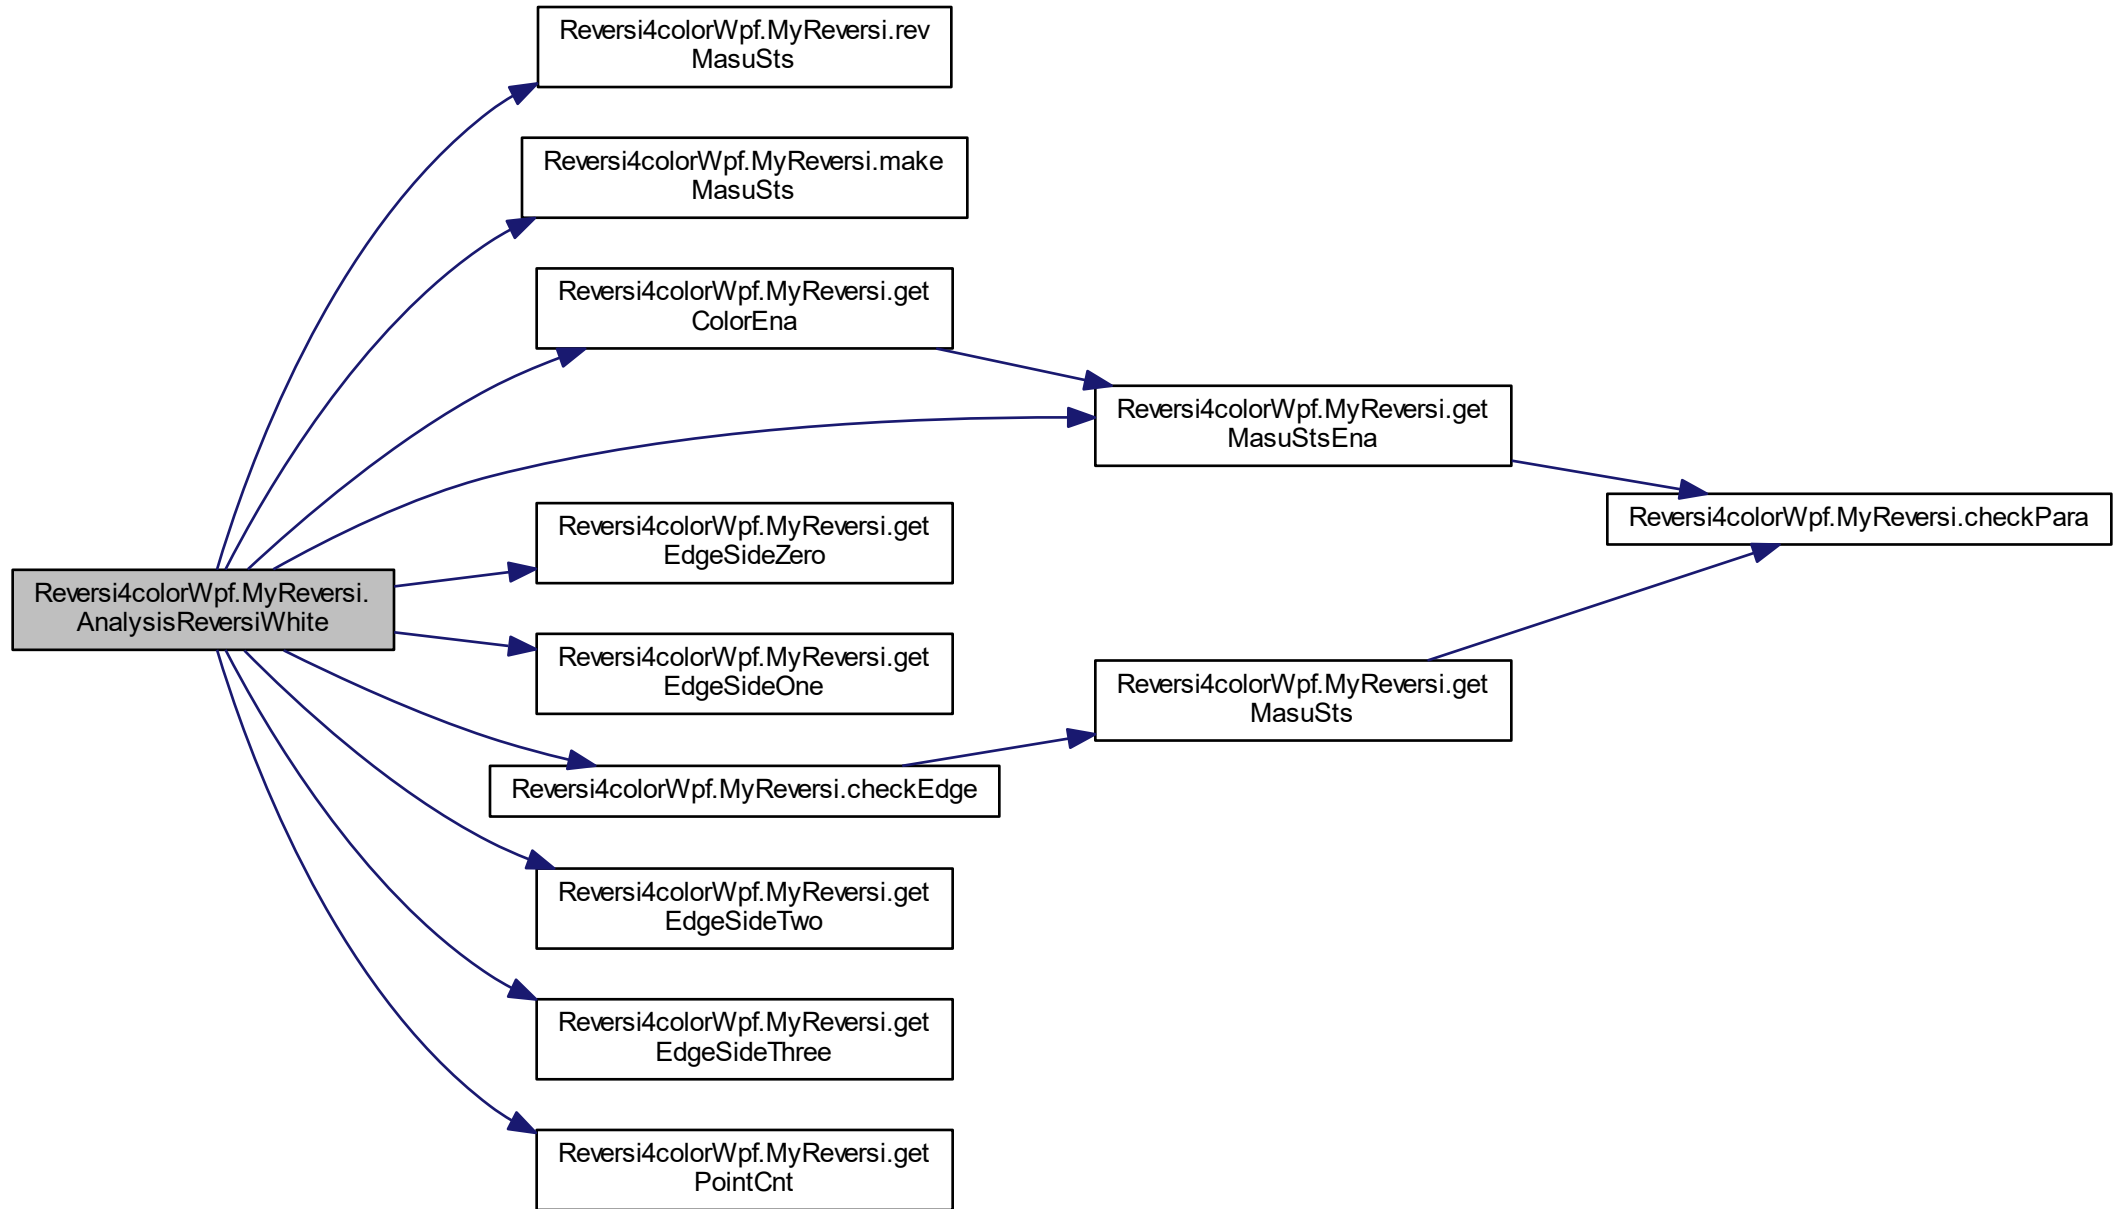 Reversi4colorWpf.MyReversi.rev
MasuSts
Reversi4colorWpf.MyReversi.make
MasuSts
Reversi4colorWpf.MyReversi.get
ColorEna
Reversi4colorWpf.MyReversi.get
MasuStsEna
Reversi4colorWpf.MyReversi.checkPara
Reversi4colorWpf.MyReversi.get
EdgeSideZero
Reversi4colorWpf.MyReversi.
AnalysisReversiWhite
Reversi4colorWpf.MyReversi.get
EdgeSideOne
Reversi4colorWpf.MyReversi.get
MasuSts
Reversi4colorWpf.MyReversi.checkEdge
Reversi4colorWpf.MyReversi.get
EdgeSideTwo
Reversi4colorWpf.MyReversi.get
EdgeSideThree
Reversi4colorWpf.MyReversi.get
PointCnt